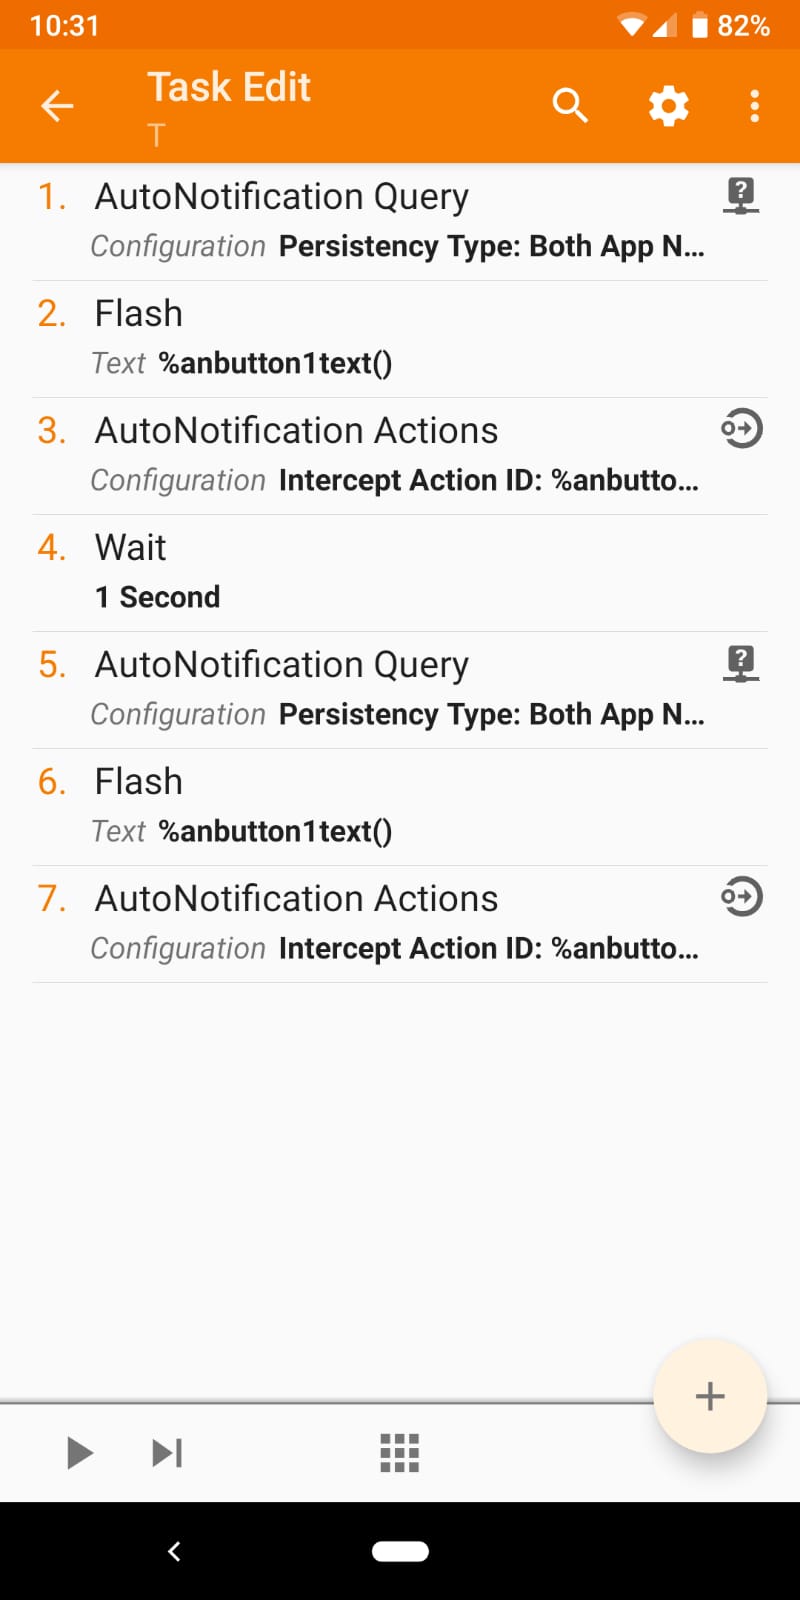 10:31
82%
Task Edit
T
1. AutoNotification Query
Configuration Persistency Type: Both App N...
2. Flash
Text %anbutton1text()
3. AutoNotification Actions
Configuration Intercept Action ID: %anbutto...
4. Wait
1 Second
5. AutoNotification Query
Configuration Persistency Type: Both App N...
6. Flash
Text %anbutton1text()
7. AutoNotification Actions
Configuration Intercept Action ID: %anbutto...